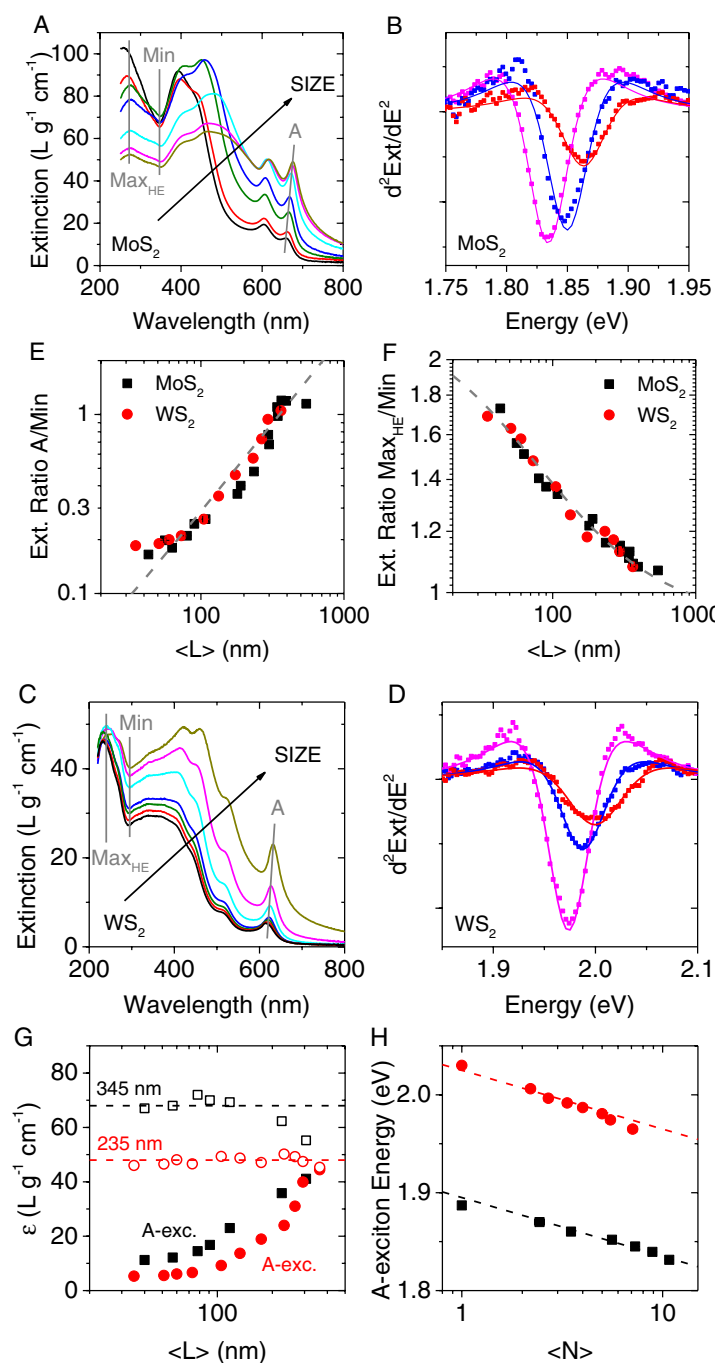 A
Extinction (L g⁻¹ cm⁻¹)
100
80
60
40
20
0
Min
SIZE
A
Max_HE
MoS₂
200 400 600 800
Wavelength (nm)
B
d²Ext/dE²
MoS₂
1.75 1.80 1.85 1.90 1.95
Energy (eV)
E
Ext. Ratio A/Min
1
0.3
0.1
MoS₂
WS₂
100 1000
<L> (nm)
F
Ext. Ratio Max_HE/Min
2
1.8
1.6
1.4
1.2
1
MoS₂
WS₂
100 1000
<L> (nm)
C
Extinction (L g⁻¹ cm⁻¹)
40
20
0
Min
SIZE
A
Max_HE
WS₂
200 400 600 800
Wavelength (nm)
D
d²Ext/dE²
WS₂
1.9 2.0 2.1
Energy (eV)
G
ε (L g⁻¹ cm⁻¹)
80
60
40
20
0
345 nm
235 nm
A-exc.
A-exc.
100
<L> (nm)
H
A-exciton Energy (eV)
2.0
1.9
1.8
1 10
<N>